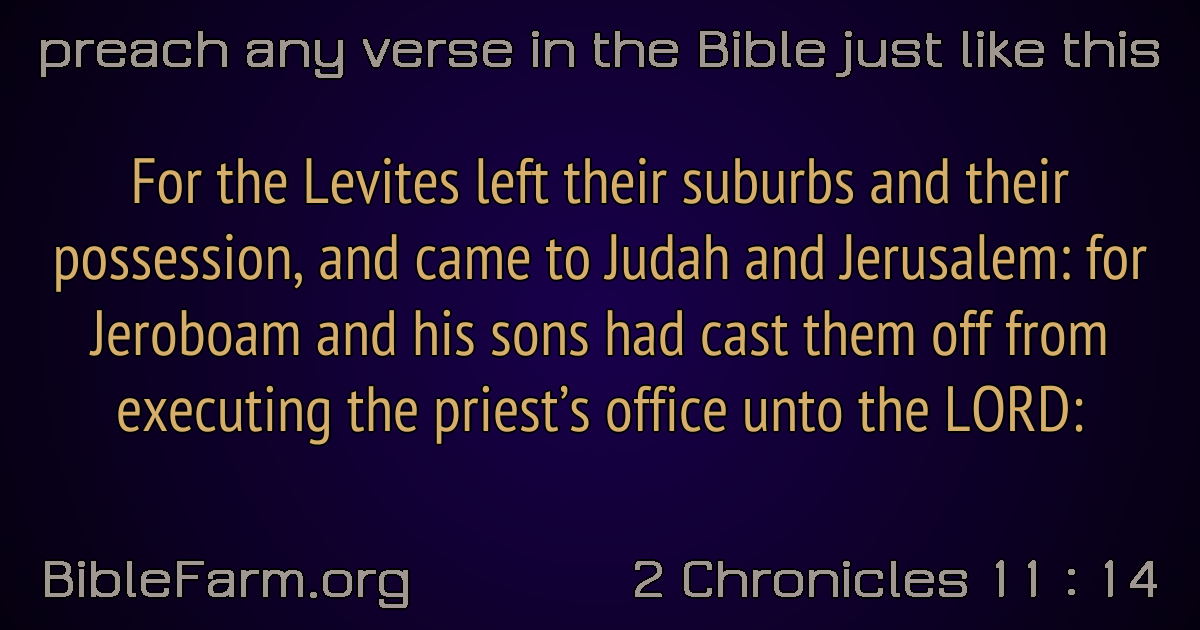 preach any verse in the Bible just like this
For the Levites left their suburbs and their
possession, and came to Judah and Jerusalem: for
Jeroboam and his sons had cast them off from
executing the priest’s office unto the LORD:
BibleFarm.org
2 Chronicles 11 : 14